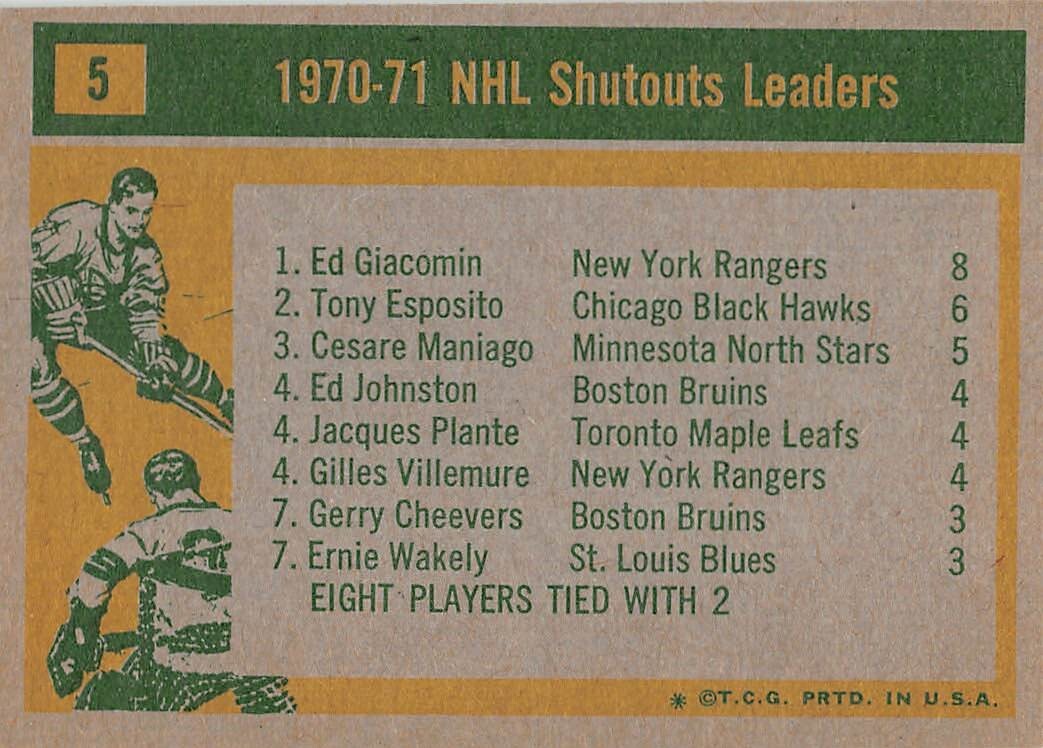 5 1970-71 NHL Shutouts Leaders
1. Ed Giacomin New York Rangers 8
2. Tony Esposito Chicago Black Hawks 6
3. Cesare Maniago Minnesota North Stars 5
4. Ed Johnston Boston Bruins 4
4. Jacques Plante Toronto Maple Leafs 4
4. Gilles Villemure New York Rangers 4
7. Gerry Cheevers Boston Bruins 3
7. Ernie Wakely St. Louis Blues 3
EIGHT PLAYERS TIED WITH 2
* ©T.C.G. PRTD. IN U.S.A.